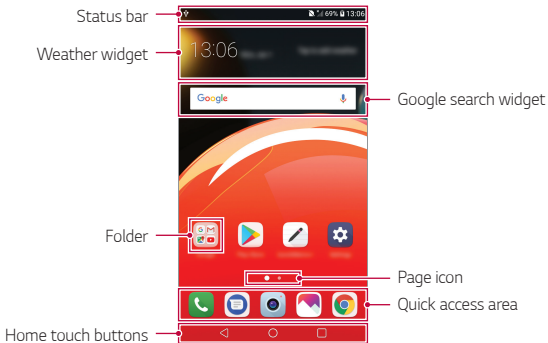 Status bar
69% 13:06
Weather widget
13:06
Google
Google search widget
Folder
Page icon
Quick access area
Home touch buttons